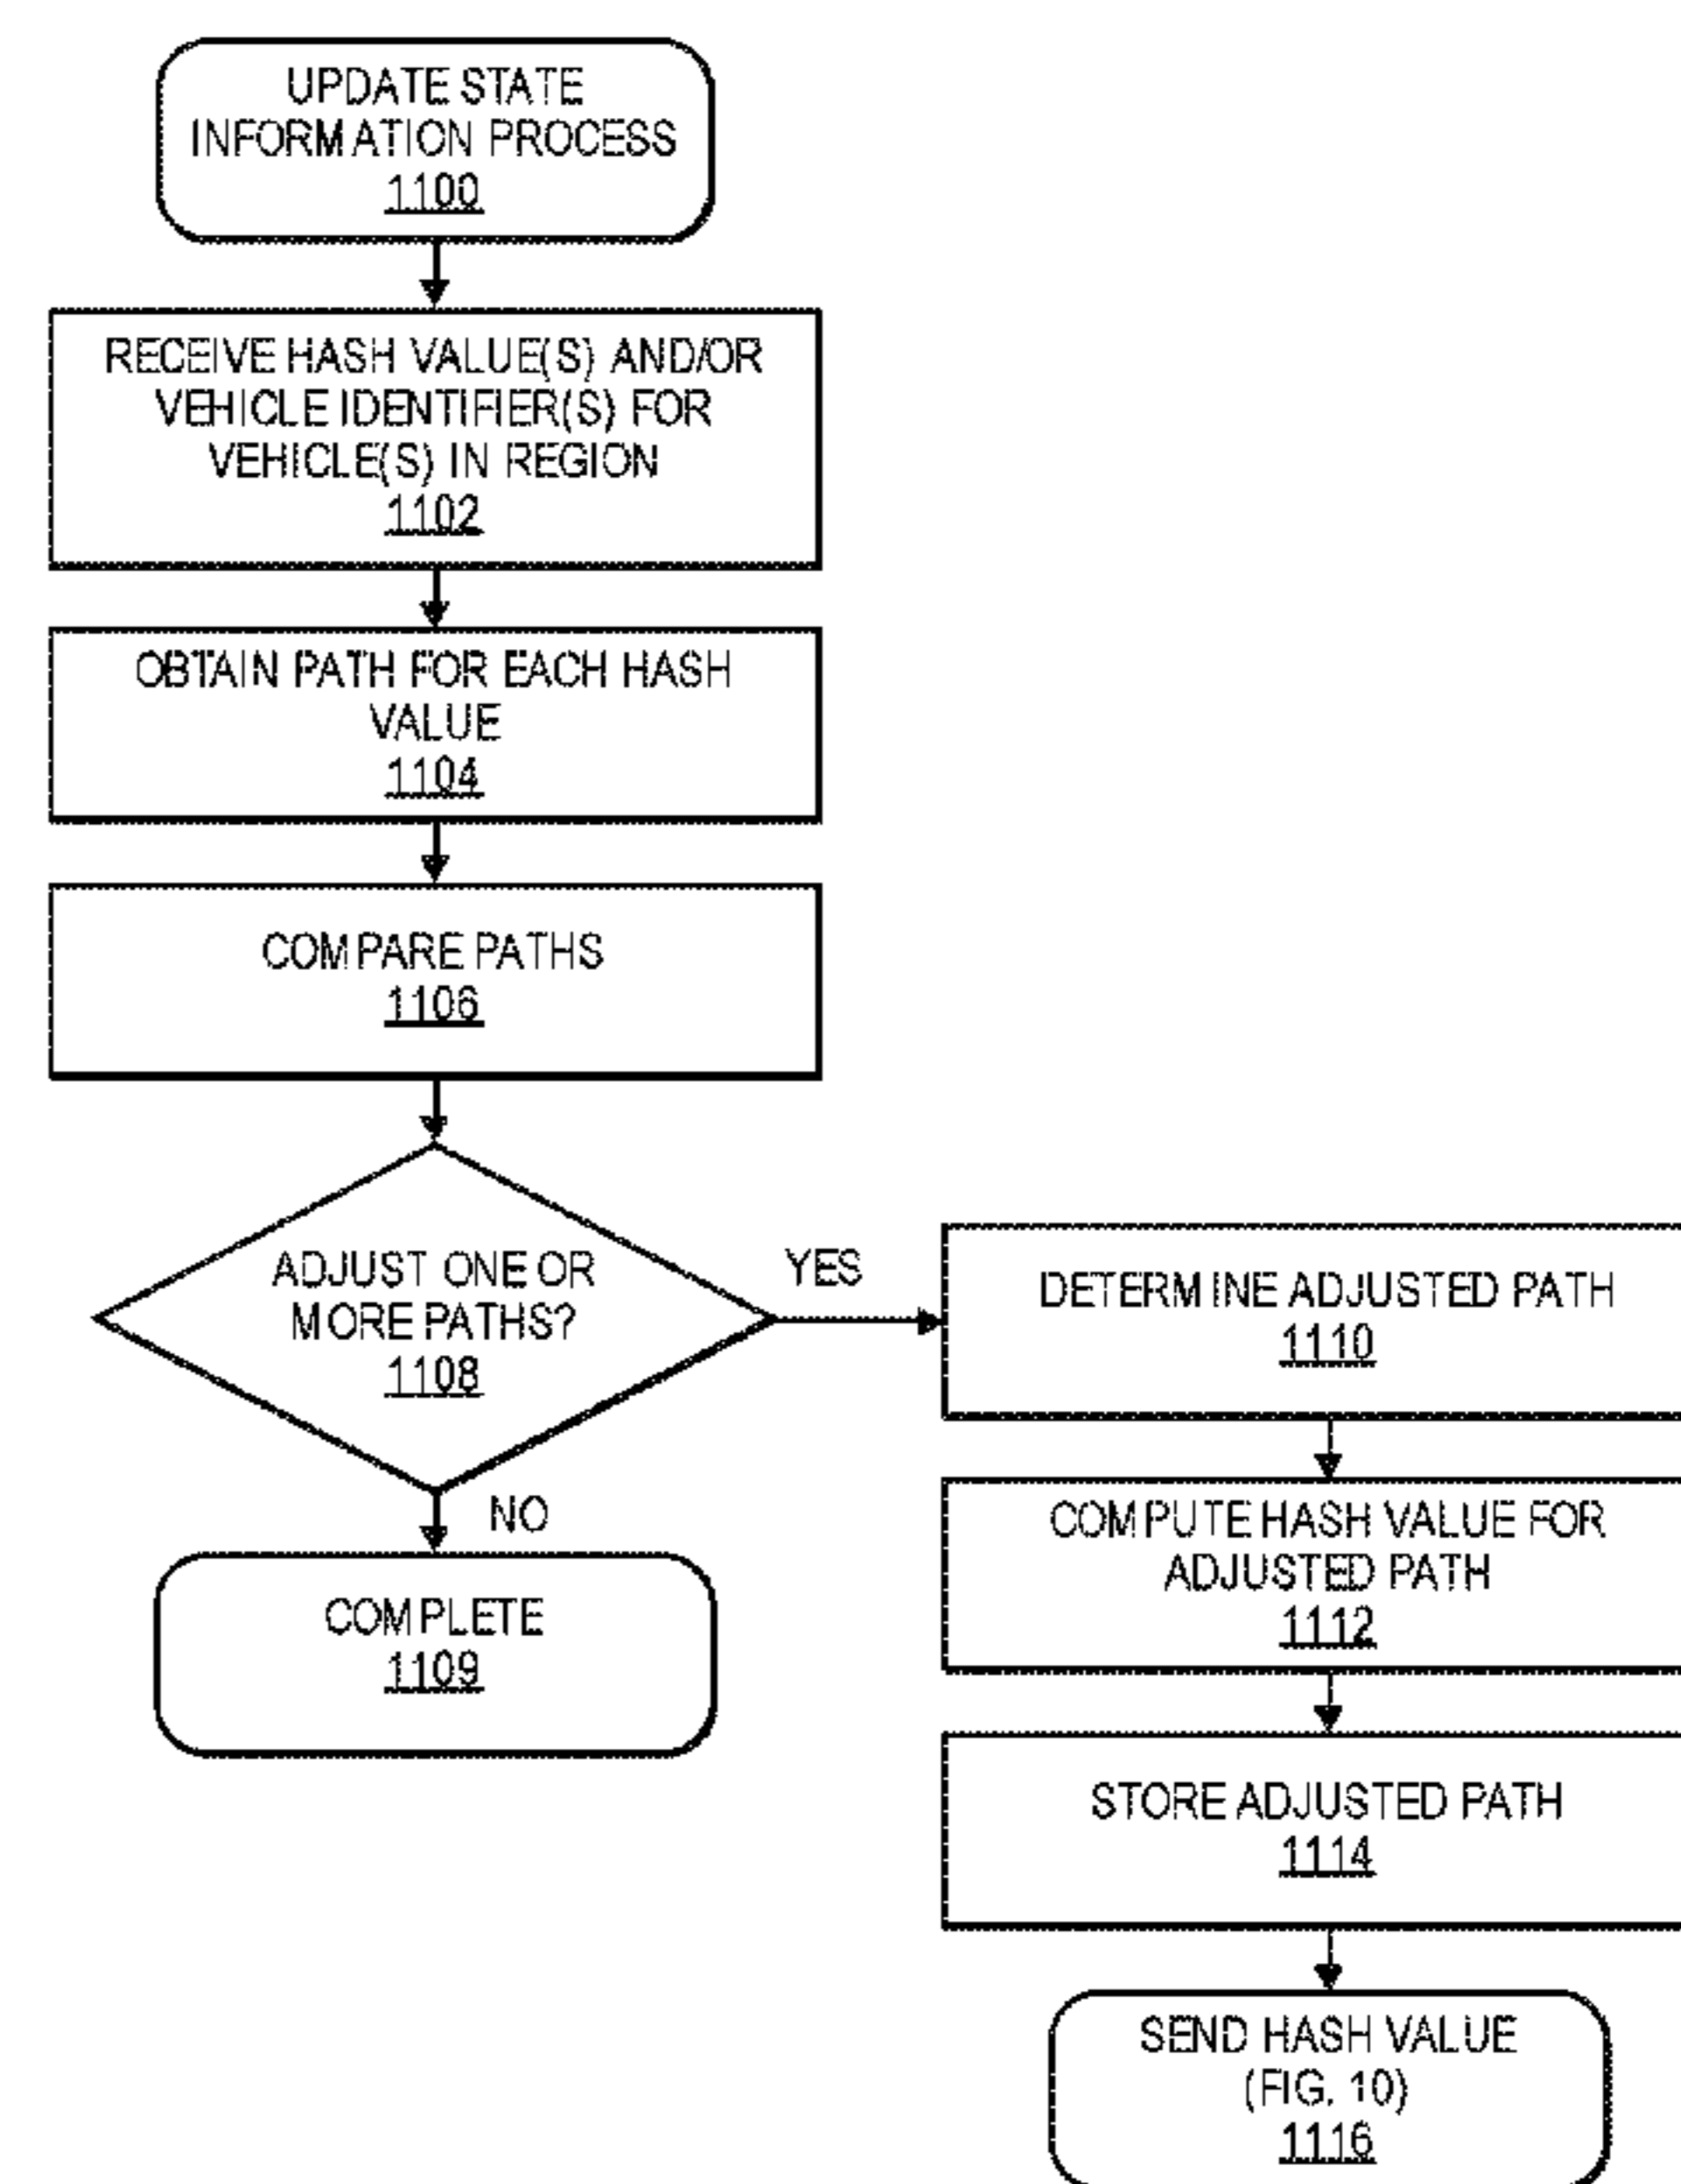 UPDATE STATE
INFORMATION PROCESS
1100
RECEIVE HASH VALUE(S) AND/OR
VEHICLE IDENTIFIER(S) FOR
VEHICLE(S) IN REGION
1102
OBTAIN PATH FOR EACH HASH
VALUE
1104
COMPARE PATHS
1106
ADJUST ONE OR
MORE PATHS?
1108
YES
NO
COMPLETE
1109
DETERMINE ADJUSTED PATH
1110
COMPUTE HASH VALUE FOR
ADJUSTED PATH
1112
STORE ADJUSTED PATH
1114
SEND HASH VALUE
(FIG. 10)
1116